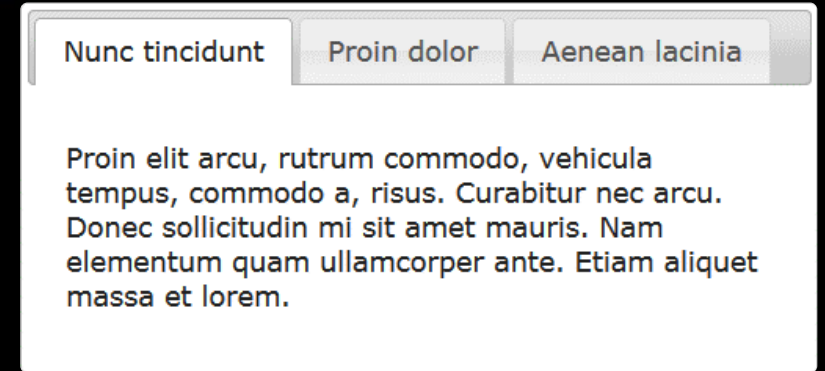 Nunc tincidunt Proin dolor Aenean lacinia
Proin elit arcu, rutrum commodo, vehicula
tempus, commodo a, risus. Curabitur nec arcu.
Donec sollicitudin mi sit amet mauris. Nam
elementum quam ullamcorper ante. Etiam aliquet
massa et lorem.